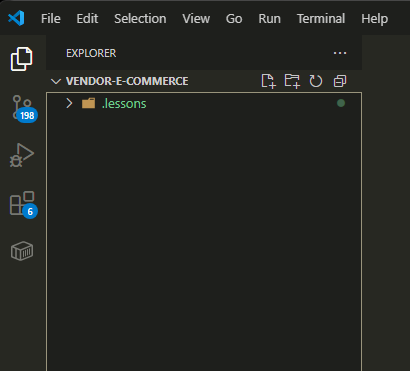 File Edit Selection View Go Run Terminal Help
EXPLORER
VENDOR-E-COMMERCE
.lessons
198
6